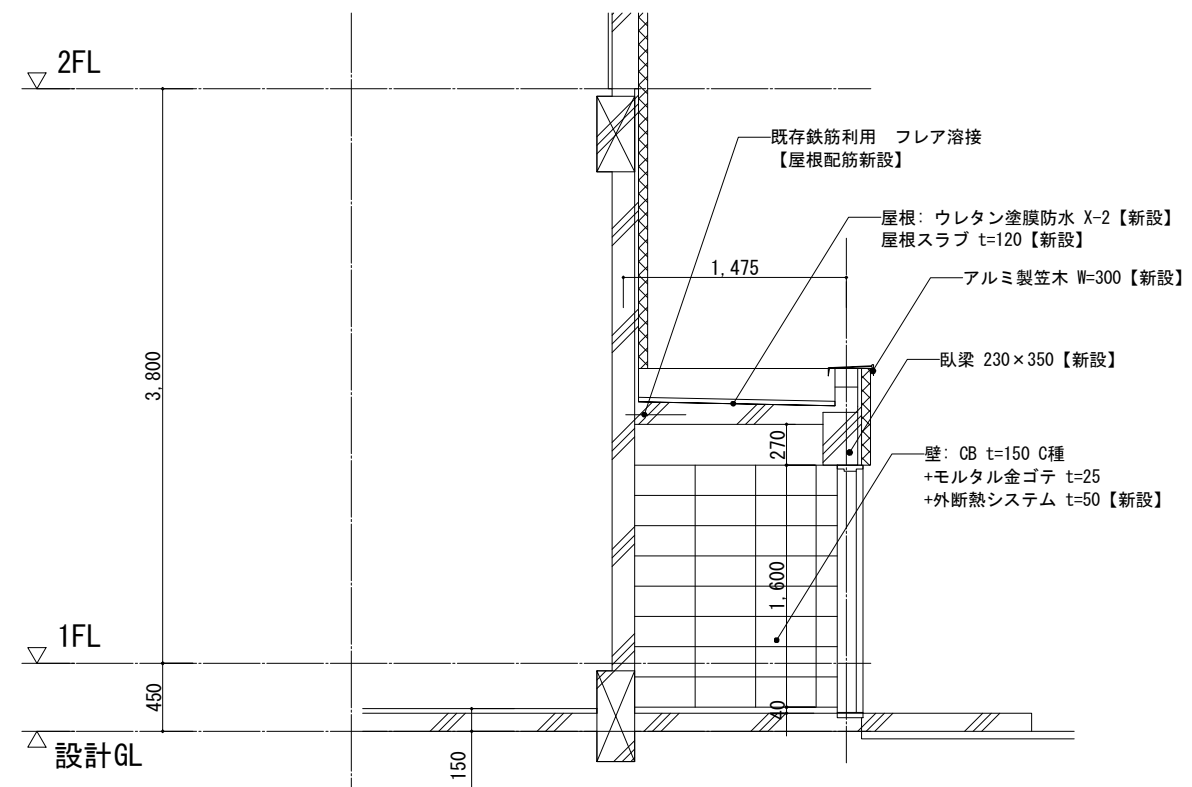 2FL
既存鉄筋利用　フレア溶接
【屋根配筋新設】
屋根: ウレタン塗膜防水 X-2【新設】
屋根スラブ t=120【新設】
1,475
アルミ製笠木 W=300【新設】
臥梁 230×350【新設】
3,800
270
壁: CB t=150 C種
+モルタル金ゴテ t=25
+外断熱システム t=50【新設】
1,600
1FL
450
40
設計GL
150